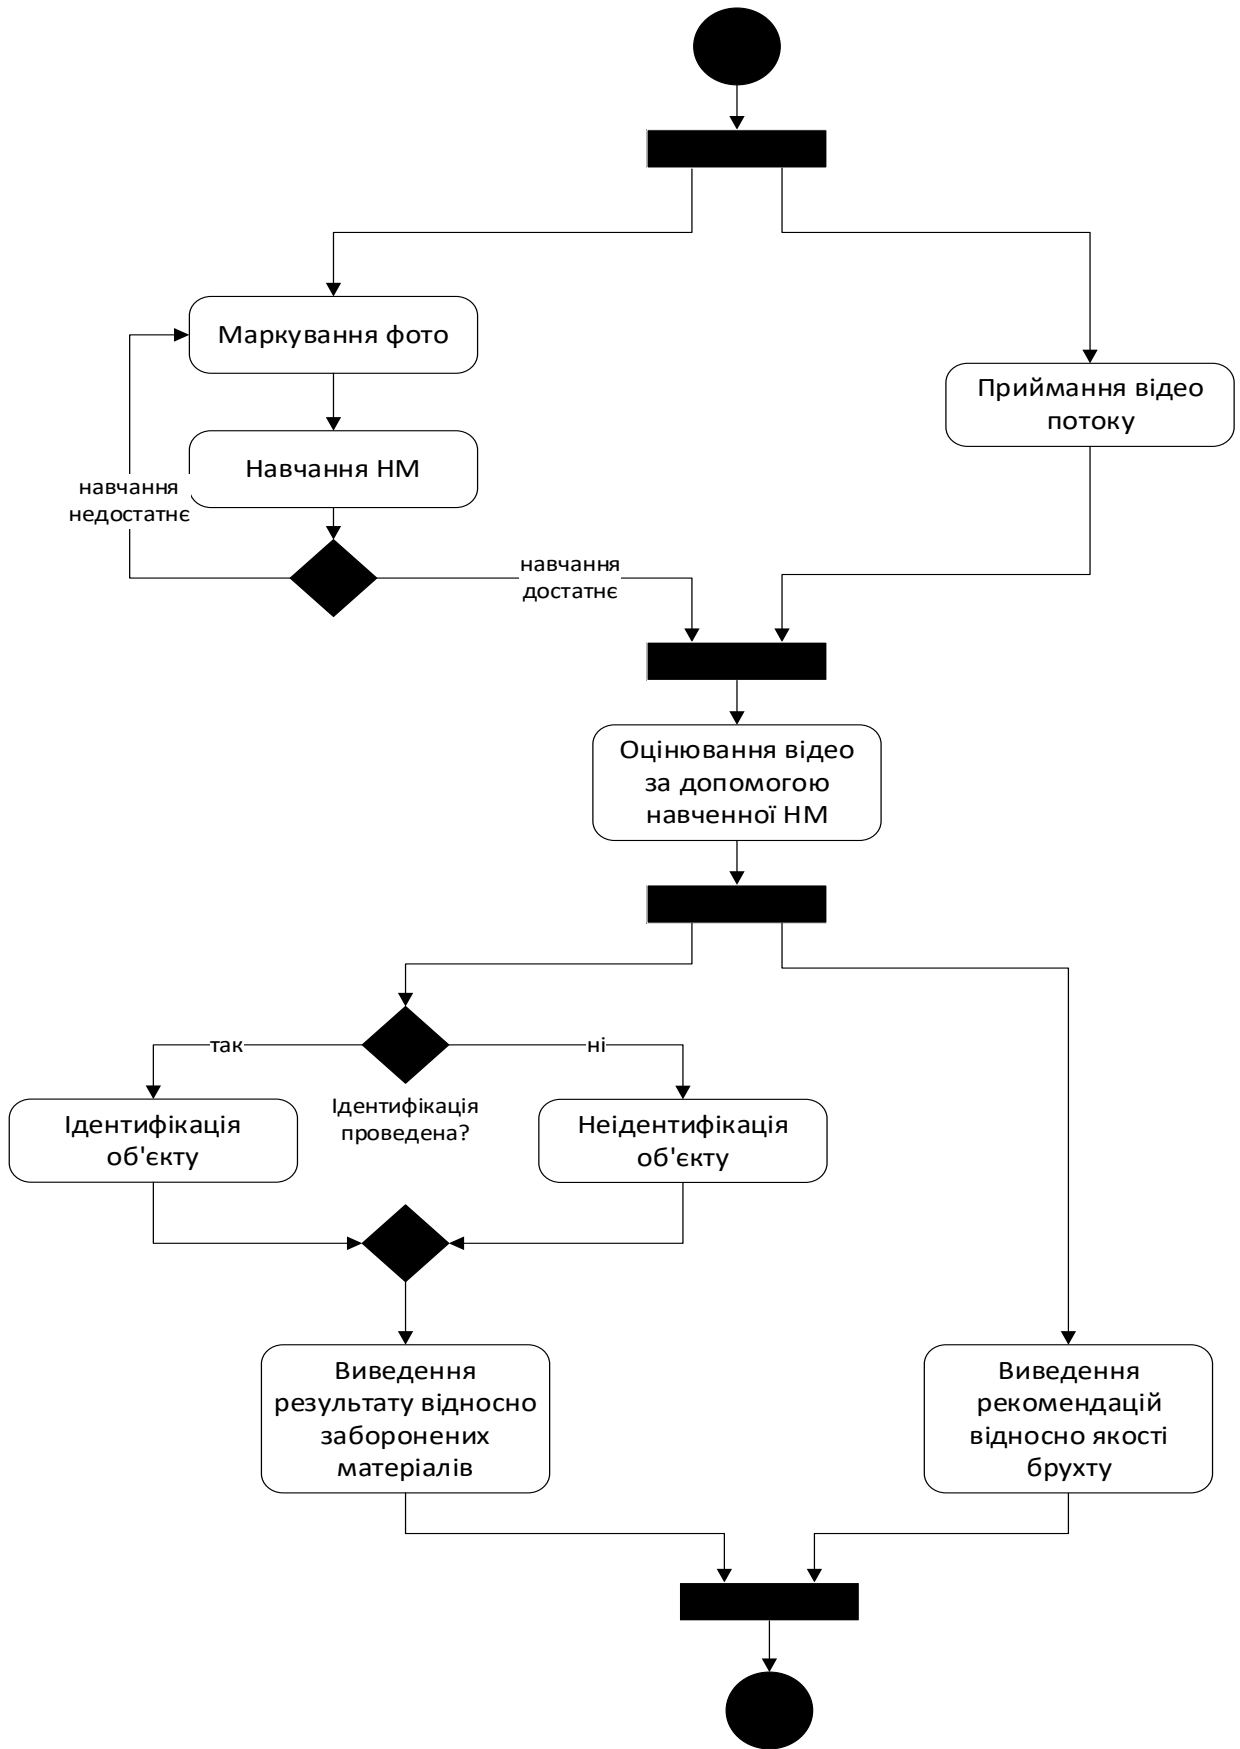 Маркування фото
Приймання відео
потоку
Навчання НМ
навчання
недостатнє
навчання
достатнє
Оцінювання відео
за допомогою
навченної НМ
так
ні
Ідентифікація
об'єкту
Ідентифікація
проведена?
Неідентифікація
об'єкту
Виведення
результату відносно
заборонених
матеріалів
Виведення
рекомендацій
відносно якості
брухту